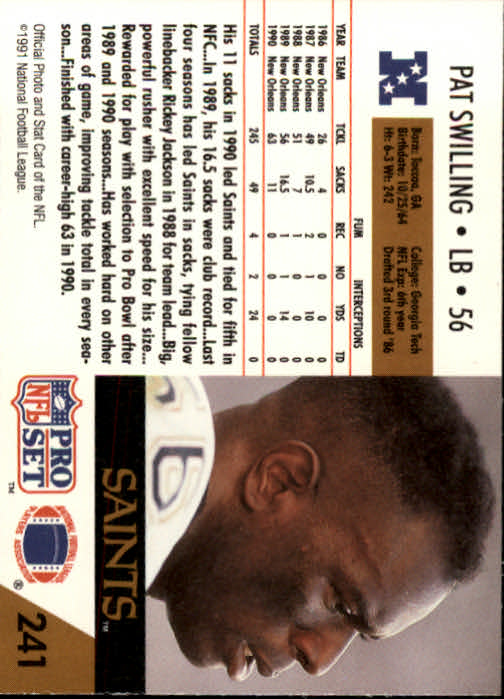 PAT SWILLING • LB • 56
N
Born: Toccoa, GA College: Georgia Tech
Birthdate: 10/25/64 NFL Exp: 6th year
Ht: 6-3 Wt: 242 Drafted 3rd round '86
FUM INTERCEPTIONS
YEAR TEAM TCKL SACKS REC NO YDS TD
1986 New Orleans 26 4 0 0 0 0
1987 New Orleans 49 10.5 2 1 10 0
1988 New Orleans 51 7 1 0 0 0
1989 New Orleans 56 16.5 1 1 14 0
1990 New Orleans 63 11 0 0 0 0
TOTALS 245 49 4 2 24 0
His 11 sacks in 1990 led Saints and tied for fifth in
NFC...In 1989, his 16.5 sacks were club record...Last
four seasons has led Saints in sacks, tying fellow
linebacker Rickey Jackson in 1988 for team lead...Big,
powerful rusher with excellent speed for his size...
Rewarded for play with selection to Pro Bowl after
1989 and 1990 seasons...Has worked hard on other
areas of game, improving tackle total in every sea-
son...Finished with career-high 63 in 1990.
Official Photo and Stat Card of the NFL.
©1991 National Football League.
SAINTS™
PRO
NFL SET™
NATIONAL FOOTBALL LEAGUE
PLAYERS ASSOCIATION ®
241